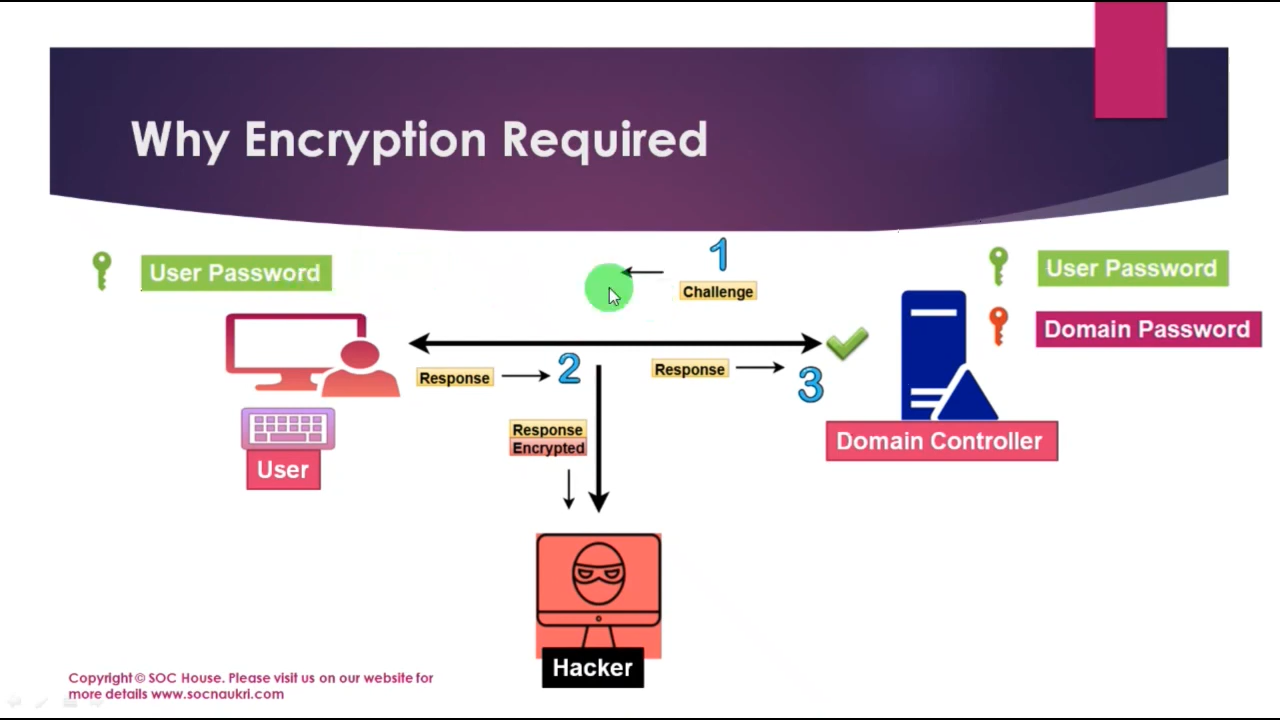 Why Encryption Required
1
User Password
Challenge
User Password
Domain Password
Response
2
Response
3
Response
Encrypted
Domain Controller
User
Hacker
Copyright © SOC House. Please visit us on our website for
more details www.socnaukri.com